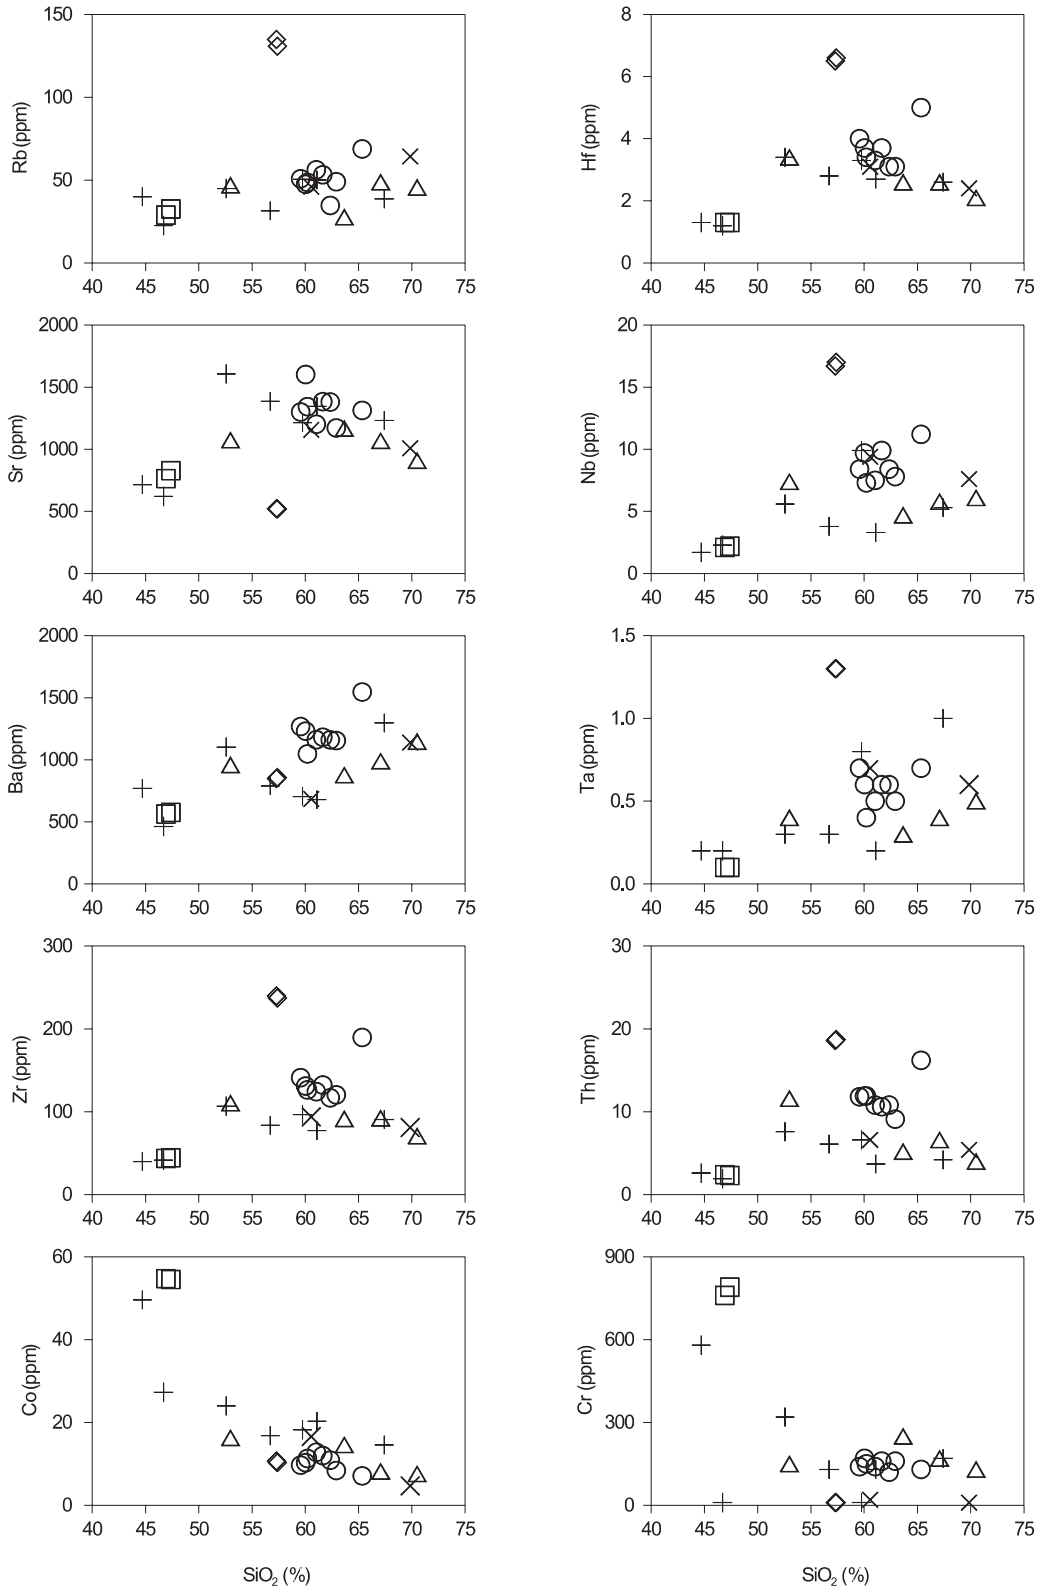 150
100
50
0
Rb (ppm)
40 45 50 55 60 65 70 75
8
6
4
2
0
Hf (ppm)
40 45 50 55 60 65 70 75
2000
1500
1000
500
0
Sr (ppm)
40 45 50 55 60 65 70 75
20
15
10
5
0
Nb (ppm)
40 45 50 55 60 65 70 75
2000
1500
1000
500
0
Ba (ppm)
40 45 50 55 60 65 70 75
1.5
1.0
0.5
0.0
Ta (ppm)
40 45 50 55 60 65 70 75
300
200
100
0
Zr (ppm)
40 45 50 55 60 65 70 75
30
20
10
0
Th (ppm)
40 45 50 55 60 65 70 75
60
40
20
0
Co (ppm)
40 45 50 55 60 65 70 75
SiO2 (%)
900
600
300
0
Cr (ppm)
40 45 50 55 60 65 70 75
SiO2 (%)